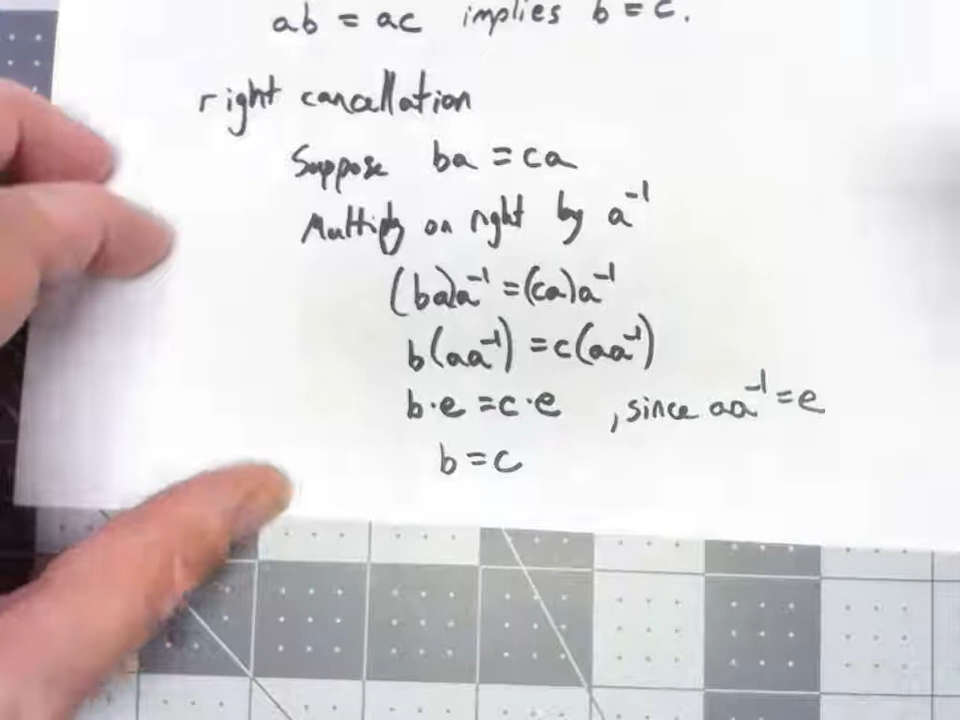 ab = ac implies b = c.
right cancallation
Suppose ba = ca
Multiply on right by a⁻¹
(ba)a⁻¹ = (ca)a⁻¹
b(aa⁻¹) = c(aa⁻¹)
b·e = c·e , since aa⁻¹ = e
b = c